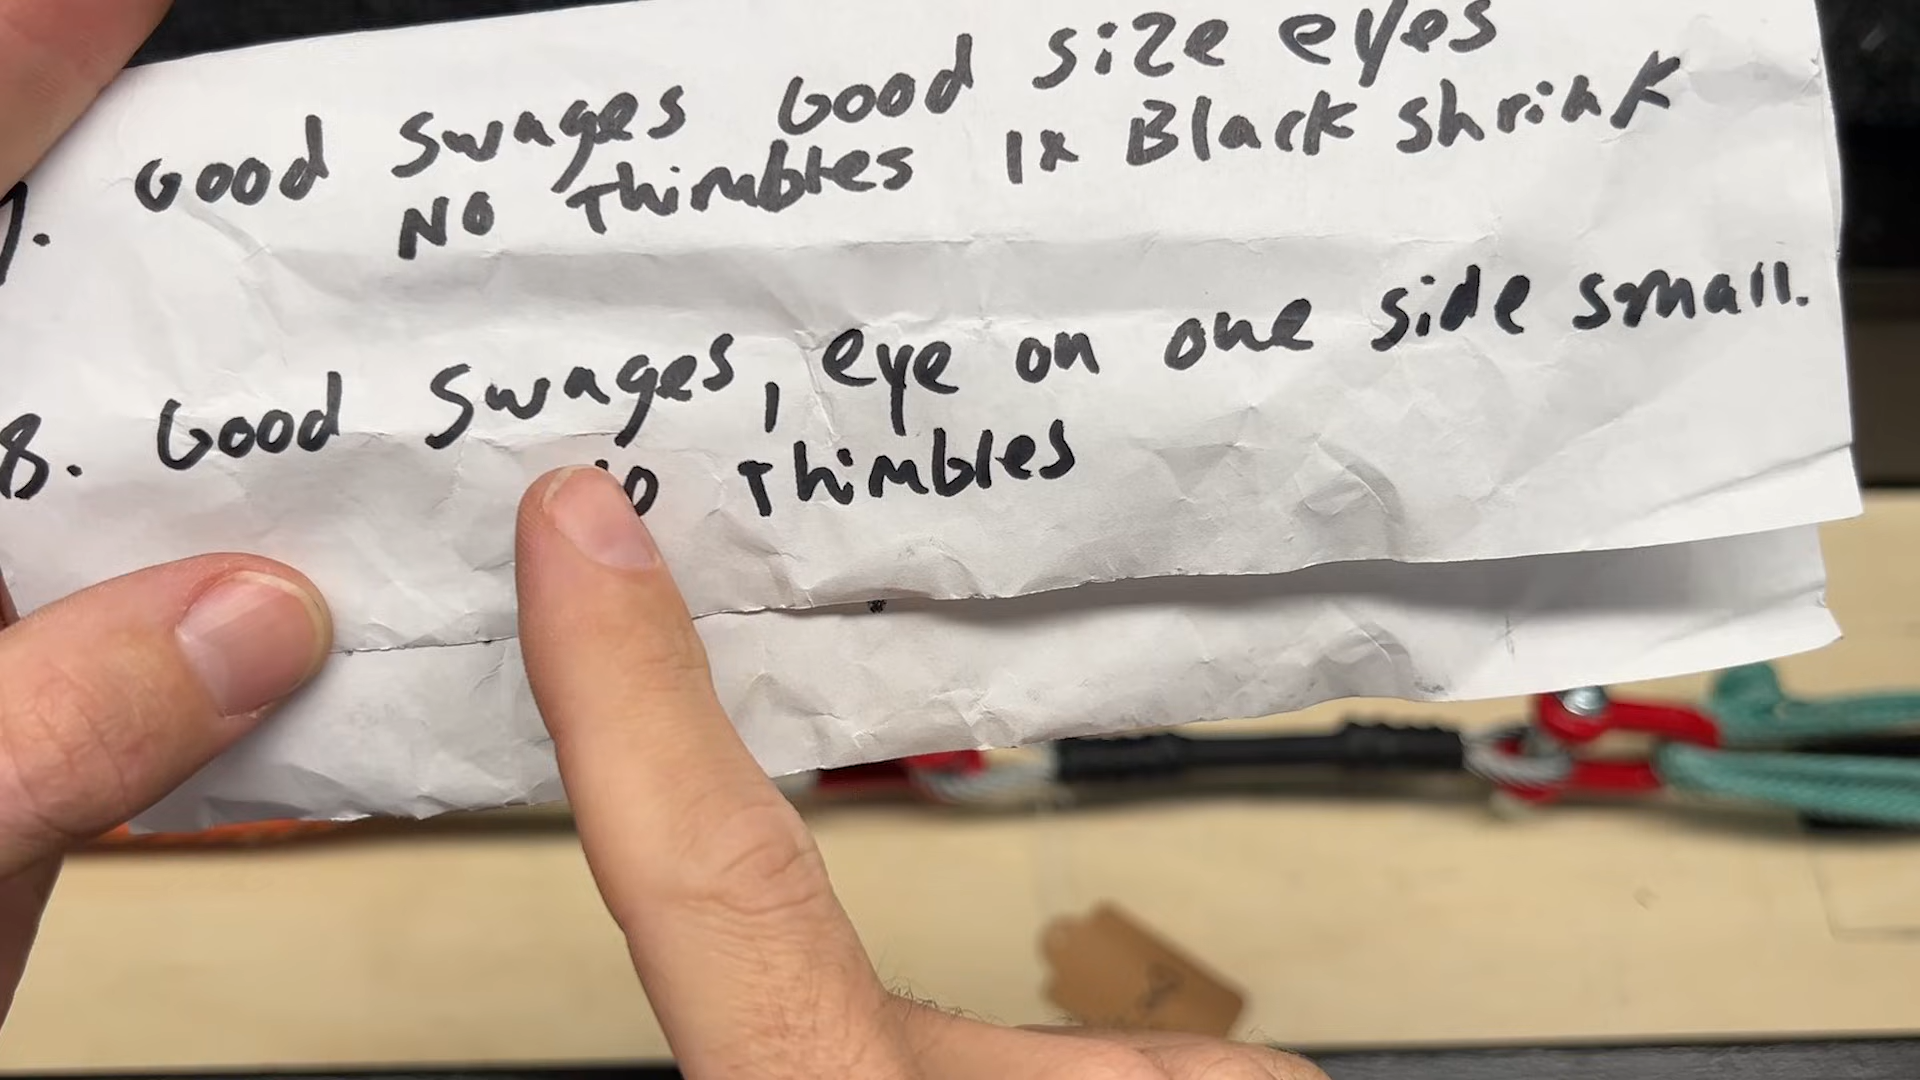 7. Good Swages Good size eyes
NO Thimbles 1x Black shrink
8. Good Swages, eye on one side small.
Thimbles